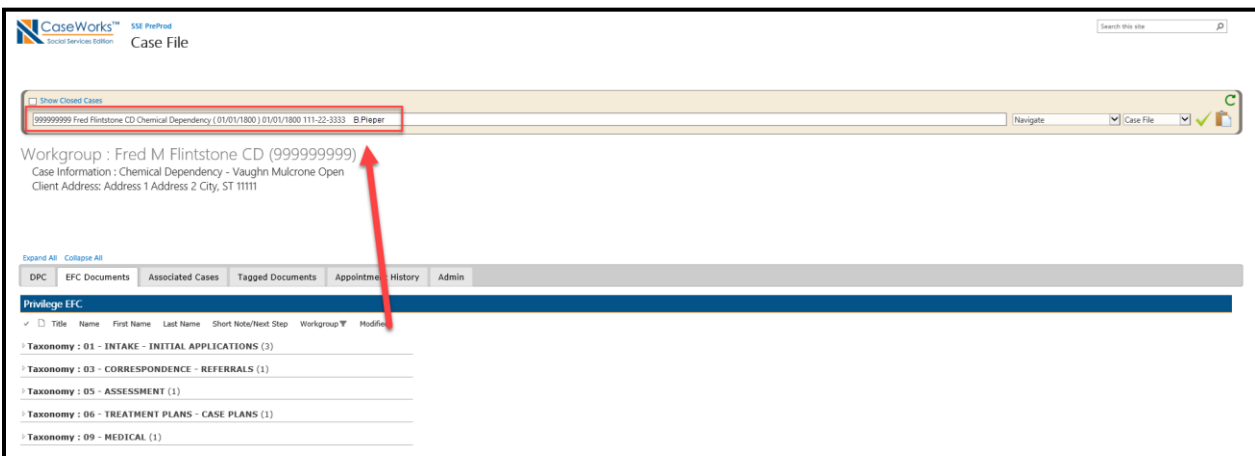 CaseWorks™ SSE PreProd
Social Services Edition Case File
Search this site
Show Closed Cases
999999999 Fred Flintstone CD Chemical Dependency ( 01/01/1800 ) 01/01/1800 111-22-3333 B.Pieper Navigate Case File
Workgroup : Fred M Flintstone CD (999999999)
Case Information : Chemical Dependency - Vaughn Mulcrone Open
Client Address: Address 1 Address 2 City, ST 11111
Expand All Collapse All
DPC EFC Documents Associated Cases Tagged Documents Appointment History Admin
Privilege EFC
Title Name First Name Last Name Short Note/Next Step Workgroup Modified
Taxonomy : 01 - INTAKE - INITIAL APPLICATIONS (3)
Taxonomy : 03 - CORRESPONDENCE - REFERRALS (1)
Taxonomy : 05 - ASSESSMENT (1)
Taxonomy : 06 - TREATMENT PLANS - CASE PLANS (1)
Taxonomy : 09 - MEDICAL (1)